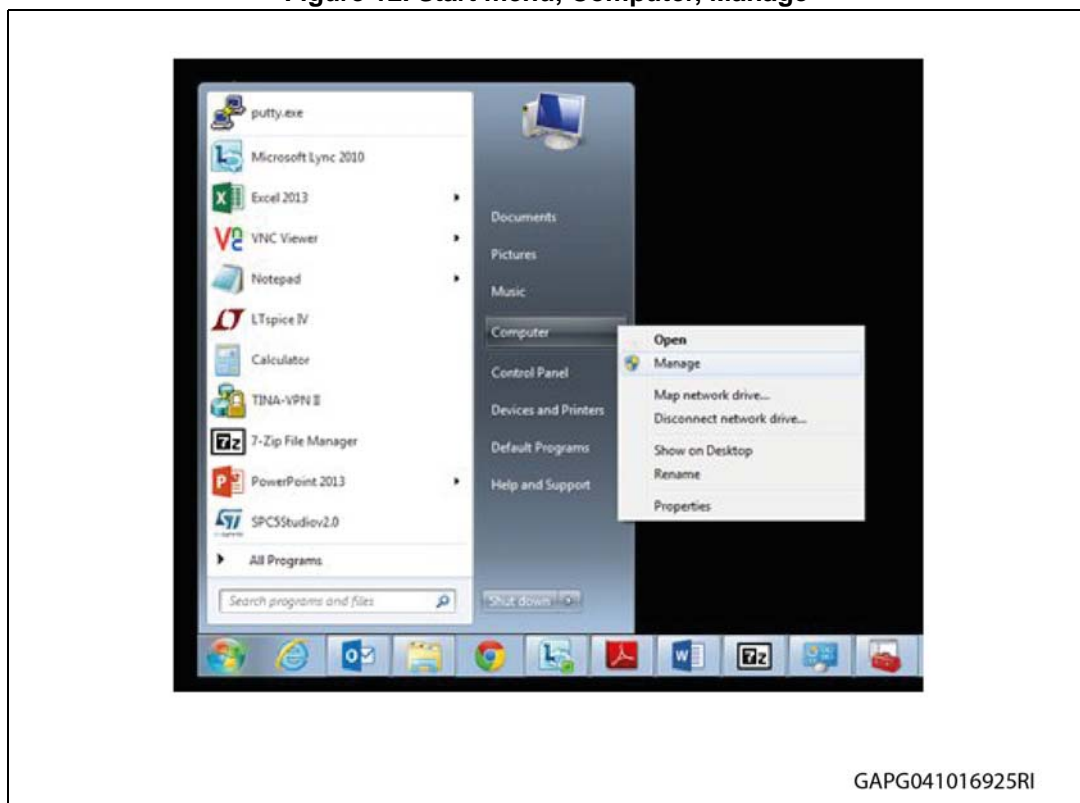 Figure 12. Start Menu, Computer, Manage
putty.exe
Microsoft Lync 2010
Excel 2013
VNC Viewer
Notepad
LTspice IV
Calculator
TINA-VPN II
7-Zip File Manager
PowerPoint 2013
SPC5Studiov2.0
All Programs
Search programs and files
Documents
Pictures
Music
Computer
Control Panel
Devices and Printers
Default Programs
Help and Support
Shut down
Open
Manage
Map network drive...
Disconnect network drive...
Show on Desktop
Rename
Properties
GAPG041016925RI